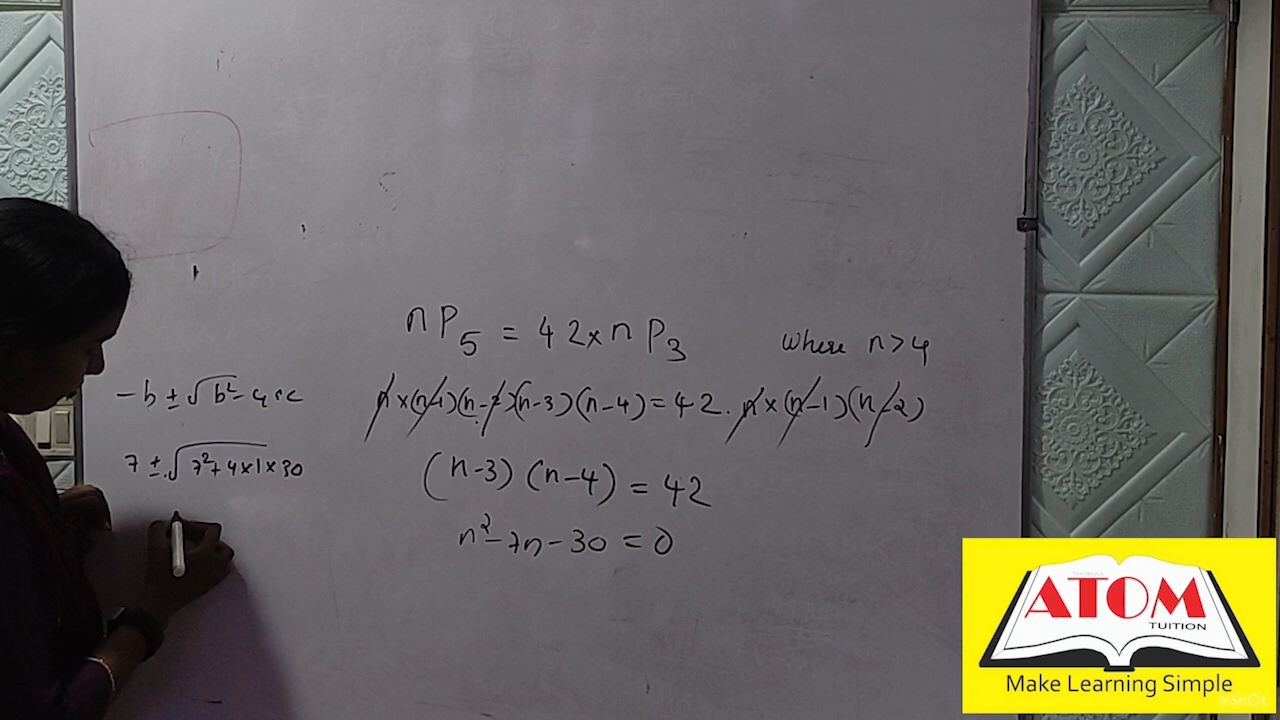 nP₅ = 42×nP₃ where n>4
n×(n-1)(n-2)(n-3)(n-4)=42.n×(n-1)(n-2)
(n-3)(n-4) = 42
n²-7n-30=0
-b±√b²-4ac
7±√7²+4×1×30
ATOM
TUITION
Make Learning Simple
InShOt